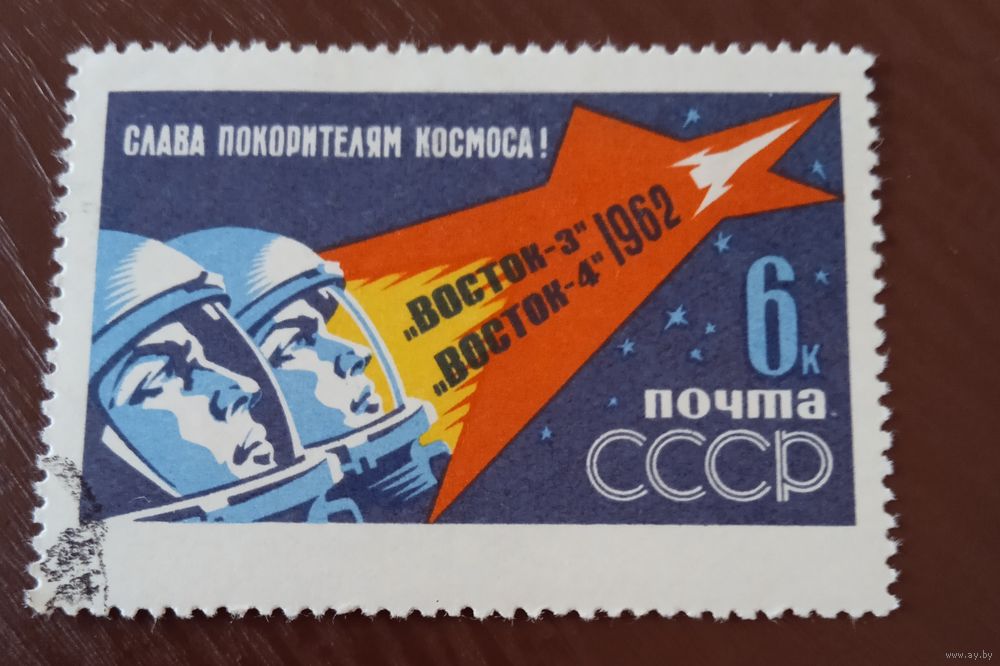 СЛАВА ПОКОРИТЕЛЯМ КОСМОСА!
„ВОСТОК-3"
„ВОСТОК-4"
1962
6к
почта
СССР
www.ay.by